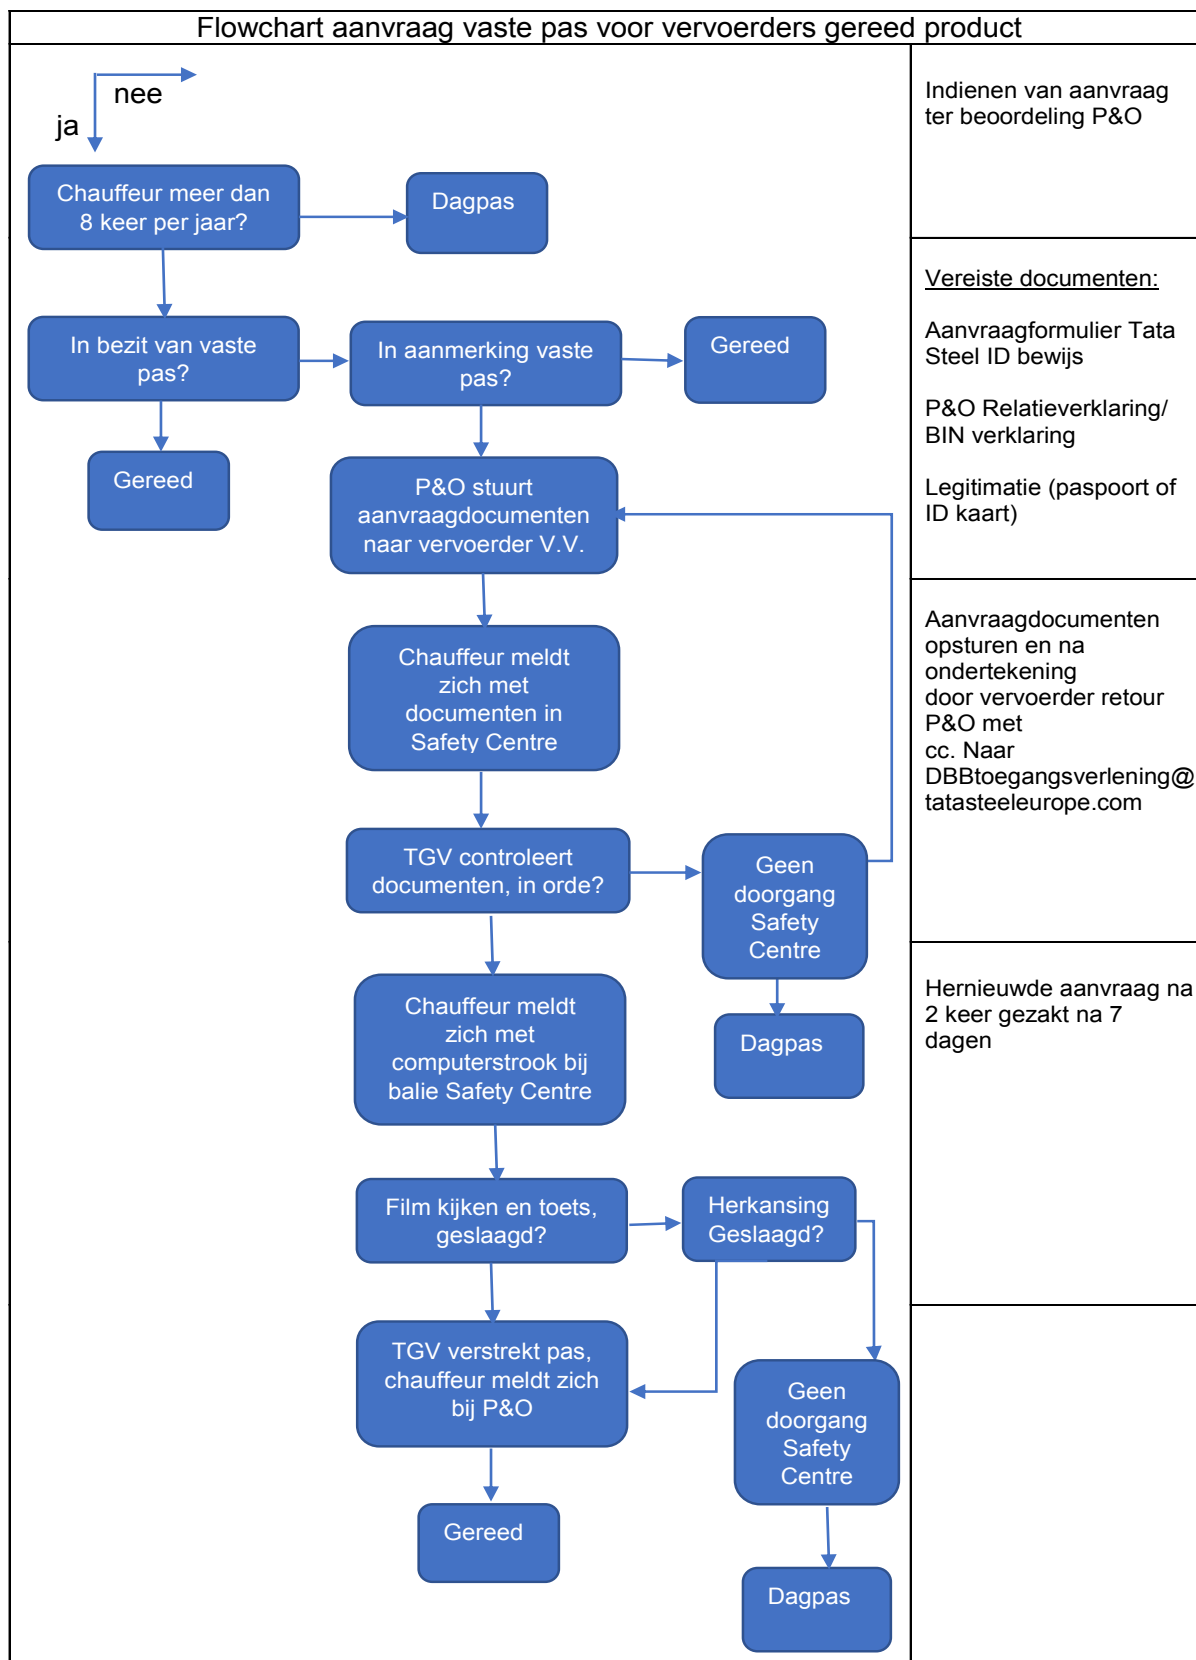 Flowchart aanvraag vaste pas voor vervoerders gereed product
nee
ja
Chauffeur meer dan
8 keer per jaar?
Dagpas
In bezit van vaste
pas?
In aanmerking vaste
pas?
Gereed
Gereed
P&O stuurt
aanvraagdocumenten
naar vervoerder V.V.
Chauffeur meldt
zich met
documenten in
Safety Centre
TGV controleert
documenten, in orde?
Geen
doorgang
Safety
Centre
Dagpas
Chauffeur meldt
zich met
computerstrook bij
balie Safety Centre
Film kijken en toets,
geslaagd?
Herkansing
Geslaagd?
TGV verstrekt pas,
chauffeur meldt zich
bij P&O
Geen
doorgang
Safety
Centre
Gereed
Dagpas
Indienen van aanvraag
ter beoordeling P&O
Vereiste documenten:
Aanvraagformulier Tata
Steel ID bewijs
P&O Relatieverklaring/
BIN verklaring
Legitimatie (paspoort of
ID kaart)
Aanvraagdocumenten
opsturen en na
ondertekening
door vervoerder retour
P&O met
cc. Naar
DBBtoegangsverlening@
tatasteeleurope.com
Hernieuwde aanvraag na
2 keer gezakt na 7
dagen